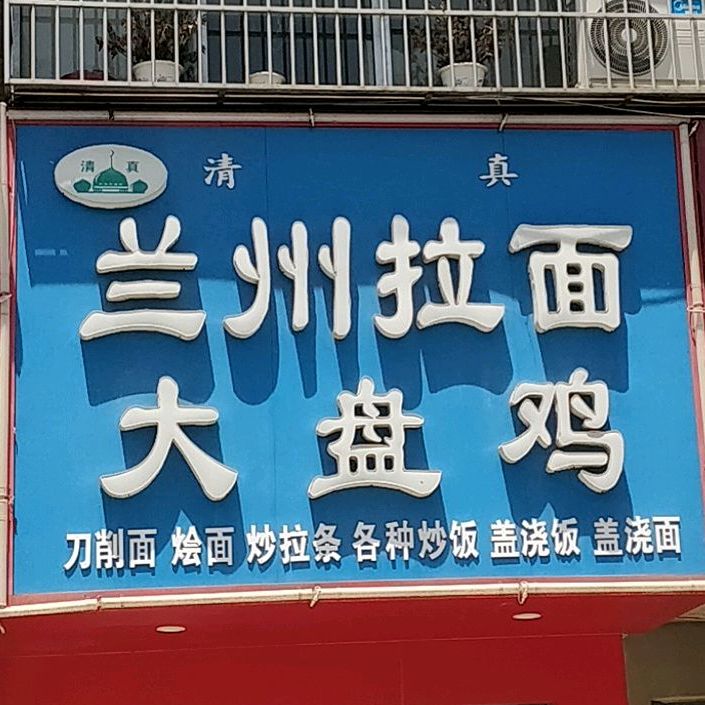 清 真
清 真
兰州拉面
大盘鸡
刀削面 烩面 炒拉条 各种炒饭 盖浇饭 盖浇面